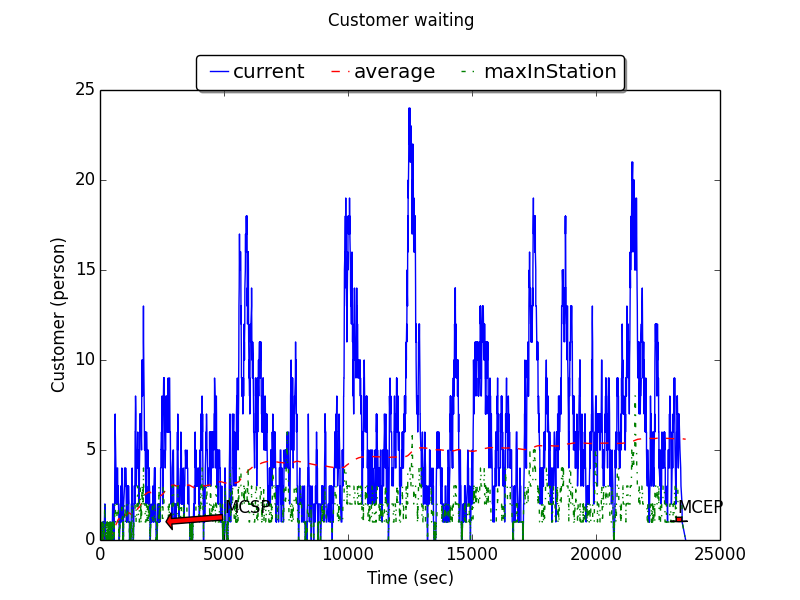 Customer waiting
current average maxInStation
25
20
15
10
5
0
Customer (person)
MCSP
MCEP
0 5000 10000 15000 20000 25000
Time (sec)